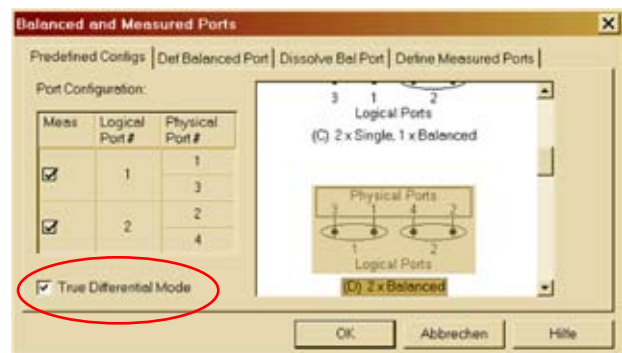 Balanced and Measured Ports
Predefined Configs
Def Balanced Port
Dissolve Bal Port
Define Measured Ports
Port Configuration:
Meas
Logical Port#
Physical Port#
1
1
3
2
2
4
True Differential Mode
3 1 2
Logical Ports
(C) 2 x Single, 1 x Balanced
Physical Ports
3 1 4 2
1 2
Logical Ports
(D) 2 x Balanced
OK
Abbrechen
Hilfe